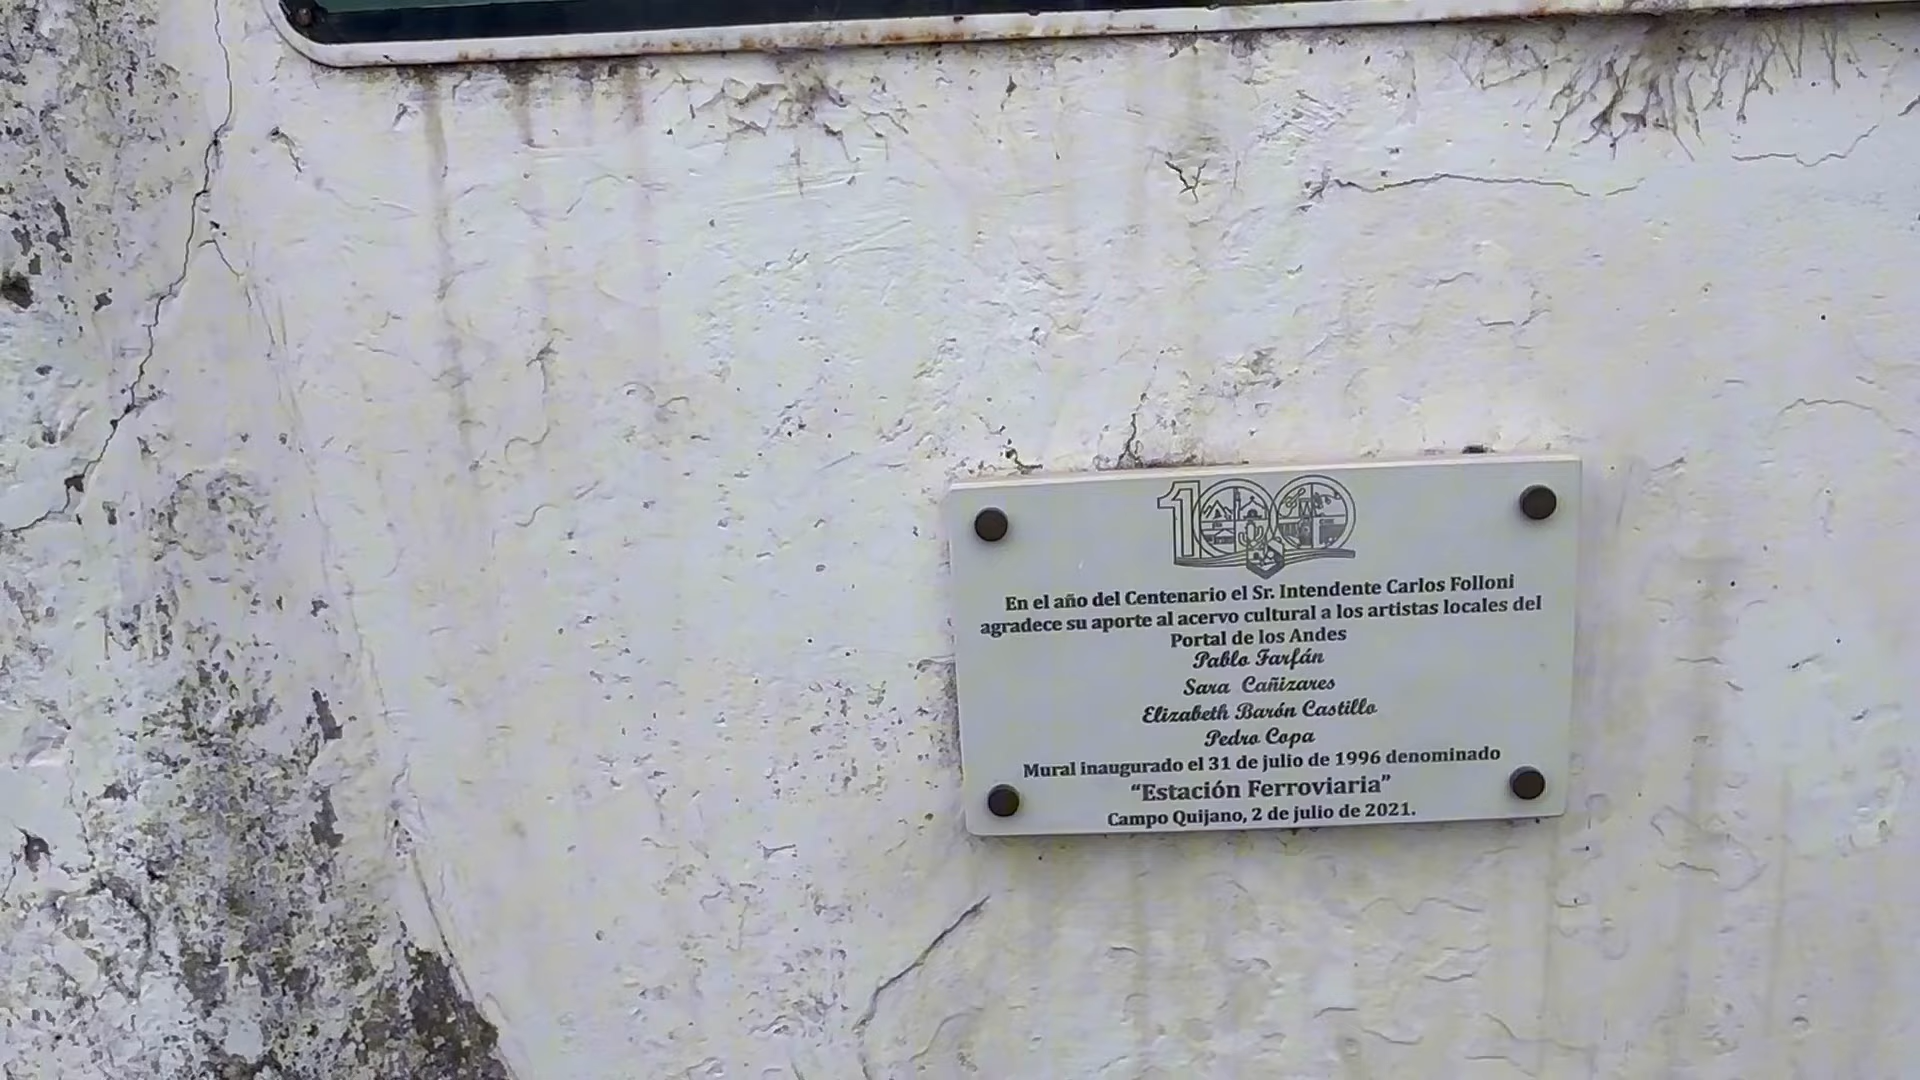 100
En el año del Centenario el Sr. Intendente Carlos Folloni
agradece su aporte al acervo cultural a los artistas locales del
Portal de los Andes
Pablo Farfán
Sara Cañizares
Elizabeth Barón Castillo
Pedro Copa
Mural inaugurado el 31 de julio de 1996 denominado
“Estación Ferroviaria”
Campo Quijano, 2 de julio de 2021.